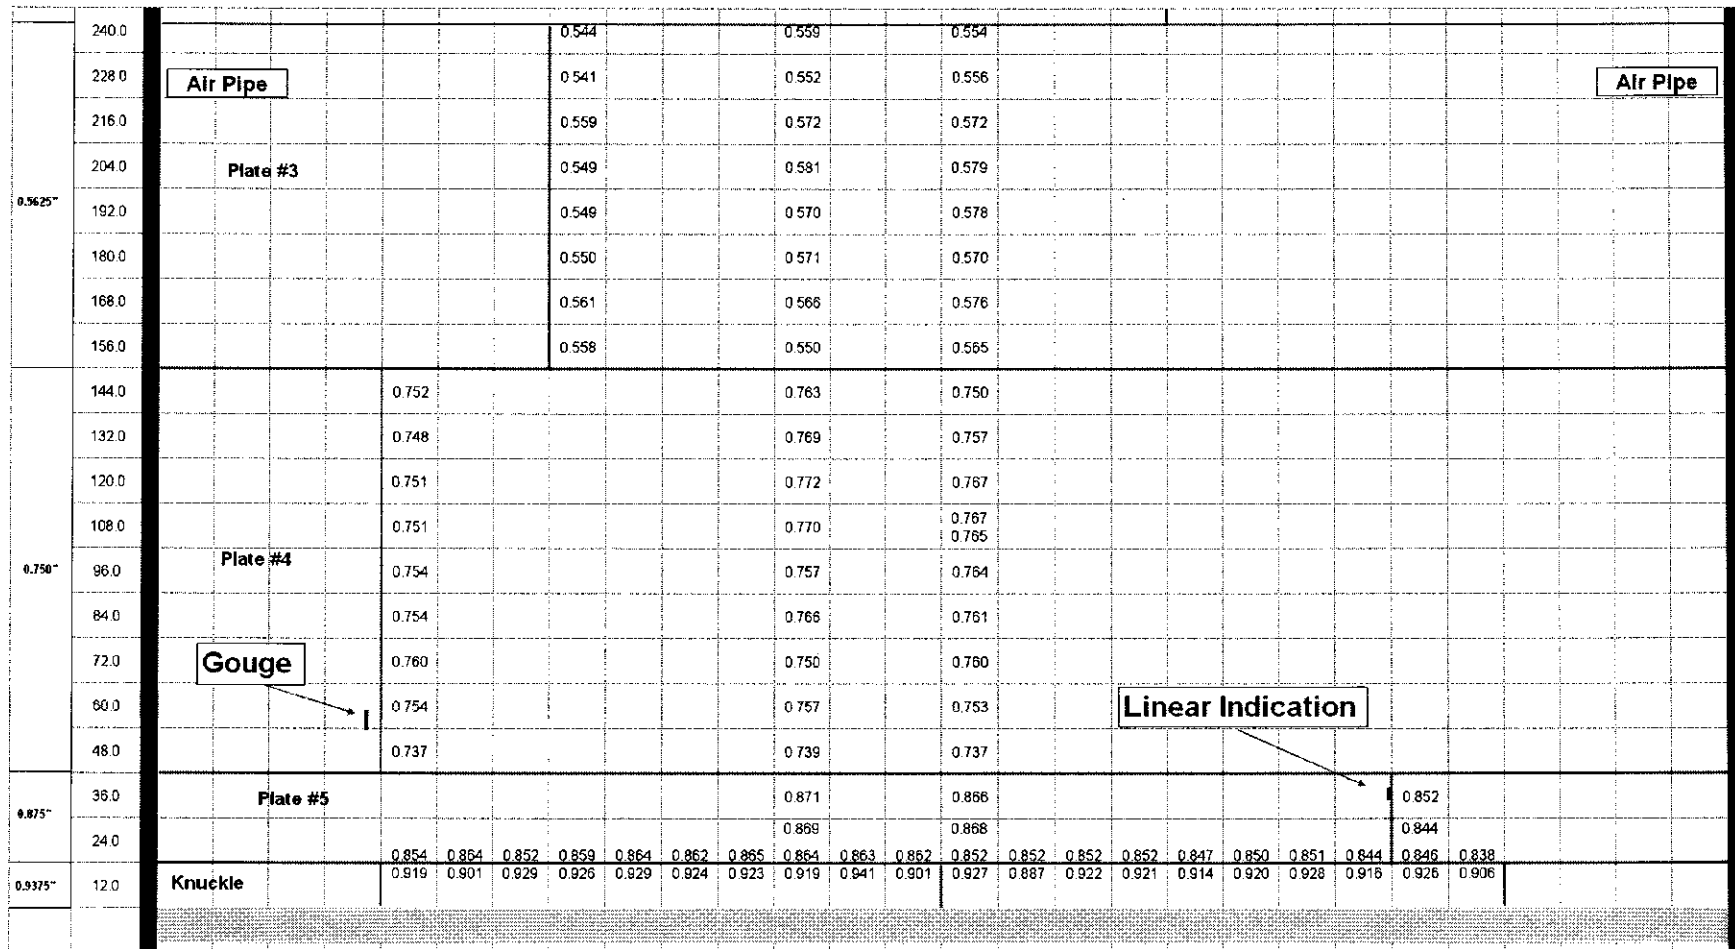 240.0 0.544 0.559 0.554
Air Pipe 228.0 0.541 0.552 0.556 Air Pipe
216.0 0.559 0.572 0.572
204.0 Plate #3 0.549 0.581 0.579
0.5625" 192.0 0.549 0.570 0.578
180.0 0.550 0.571 0.570
168.0 0.561 0.566 0.576
156.0 0.558 0.550 0.565
144.0 0.752 0.763 0.750
132.0 0.748 0.769 0.757
120.0 0.751 0.772 0.767
108.0 0.751 0.770 0.767
0.765
Plate #4
0.750" 96.0 0.754 0.757 0.764
84.0 0.754 0.766 0.761
72.0 Gouge 0.760 0.750 0.760
60.0 0.754 0.757 0.753 Linear Indication
48.0 0.737 0.739 0.737
36.0 Plate #5 0.871 0.866 0.852
0.875"
0.869 0.868 0.844
24.0
0.854 0.864 0.852 0.859 0.864 0.862 0.865 0.864 0.863 0.862 0.852 0.852 0.852 0.852 0.847 0.850 0.851 0.844 0.846 0.838
0.919 0.901 0.929 0.926 0.929 0.924 0.923 0.919 0.941 0.901 0.927 0.887 0.922 0.921 0.914 0.920 0.928 0.916 0.926 0.906
0.9375" 12.0 Knuckle